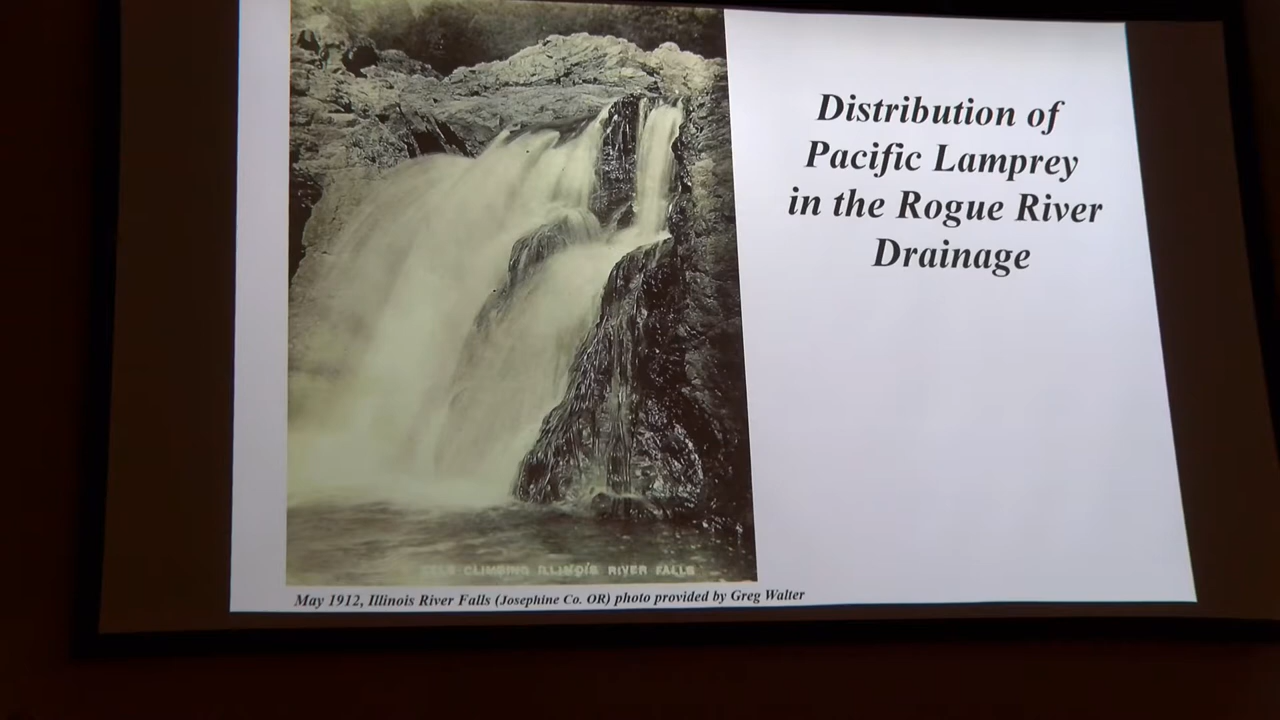 Distribution of
Pacific Lamprey
in the Rogue River
Drainage
EELS CLIMBING ILLINOIS RIVER FALLS
May 1912, Illinois River Falls (Josephine Co. OR) photo provided by Greg Walter